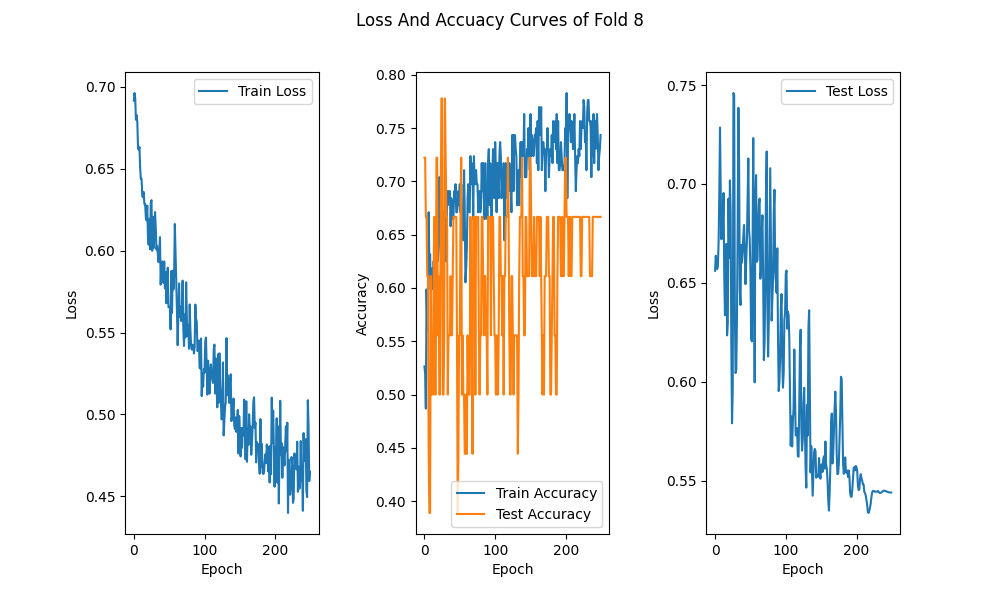 Loss And Accuacy Curves of Fold 8
Train Loss
0.70
0.65
0.60
0.55
0.50
0.45
Loss
0 100 200
Epoch
0.80
0.75
0.70
0.65
0.60
0.55
0.50
0.45
0.40
Accuracy
Train Accuracy
Test Accuracy
0 100 200
Epoch
Test Loss
0.75
0.70
0.65
0.60
0.55
Loss
0 100 200
Epoch